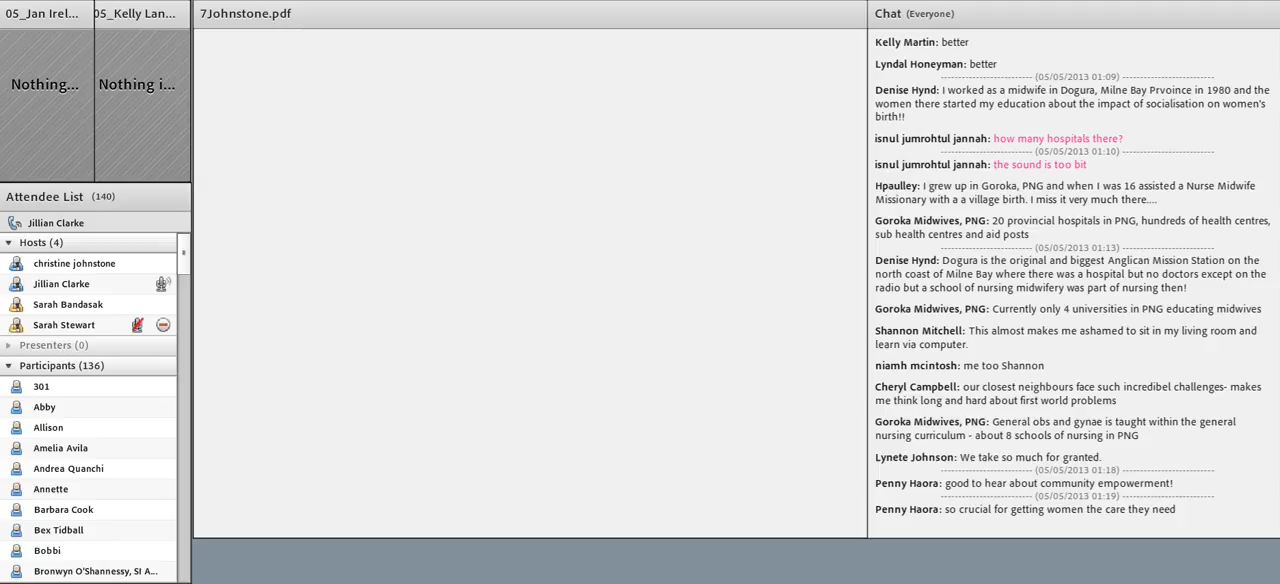 05_Jan Irel...
05_Kelly Lan...
7Johnstone.pdf
Chat (Everyone)
Nothing...
Nothing i...
Attendee List (140)
Jillian Clarke
Hosts (4)
christine johnstone
Jillian Clarke
Sarah Bandasak
Sarah Stewart
Presenters (0)
Participants (136)
301
Abby
Allison
Amelia Avila
Andrea Quanchi
Annette
Barbara Cook
Bex Tidball
Bobbi
Bronwyn O'Shannessy, SI A...
Kelly Martin: better
Lyndal Honeyman: better
(05/05/2013 01:09)
Denise Hynd: I worked as a midwife in Dogura, Milne Bay Prvoince in 1980 and the
women there started my education about the impact of socialisation on women's
birth!!
isnul jumrohtul jannah: how many hospitals there?
(05/05/2013 01:10)
isnul jumrohtul jannah: the sound is too bit
Hpaulley: I grew up in Goroka, PNG and when I was 16 assisted a Nurse Midwife
Missionary with a a village birth. I miss it very much there....
Goroka Midwives, PNG: 20 provincial hospitals in PNG, hundreds of health centres,
sub health centres and aid posts
(05/05/2013 01:13)
Denise Hynd: Dogura is the original and biggest Anglican Mission Station on the
north coast of Milne Bay where there was a hospital but no doctors except on the
radio but a school of nursing midwifery was part of nursing then!
Goroka Midwives, PNG: Currently only 4 universities in PNG educating midwives
Shannon Mitchell: This almost makes me ashamed to sit in my living room and
learn via computer.
niamh mcintosh: me too Shannon
Cheryl Campbell: our closest neighbours face such incredibel challenges- makes
me think long and hard about first world problems
Goroka Midwives, PNG: General obs and gynae is taught within the general
nursing curriculum - about 8 schools of nursing in PNG
Lynete Johnson: We take so much for granted.
(05/05/2013 01:18)
Penny Haora: good to hear about community empowerment!
(05/05/2013 01:19)
Penny Haora: so crucial for getting women the care they need